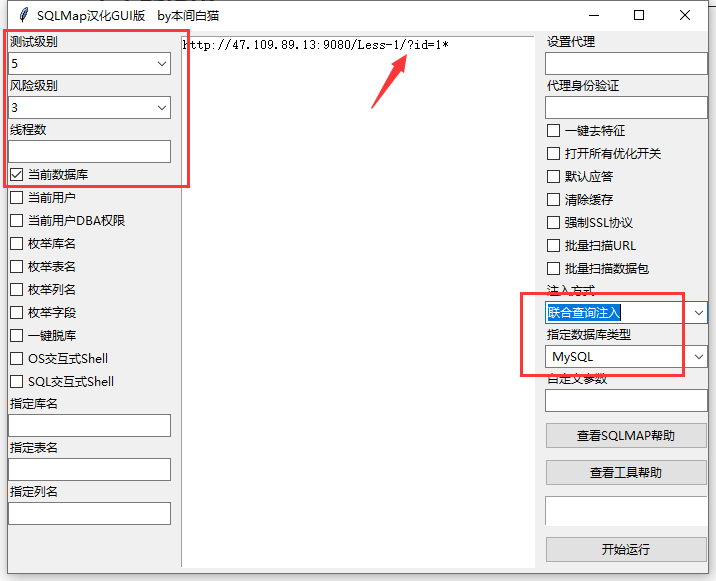 SQLMap汉化GUI版 by本间白猫
测试级别
5
风险级别
3
线程数
当前数据库
当前用户
当前用户DBA权限
枚举库名
枚举表名
枚举列名
枚举字段
一键脱库
OS交互式Shell
SQL交互式Shell
指定库名
指定表名
指定列名
http://47.109.89.13:9080/Less-1/?id=1*
设置代理
代理身份验证
一键去特征
打开所有优化开关
默认应答
清除缓存
强制SSL协议
批量扫描URL
批量扫描数据包
注入方式
联合查询注入
指定数据库类型
MySQL
自定义参数
查看SQLMAP帮助
查看工具帮助
开始运行